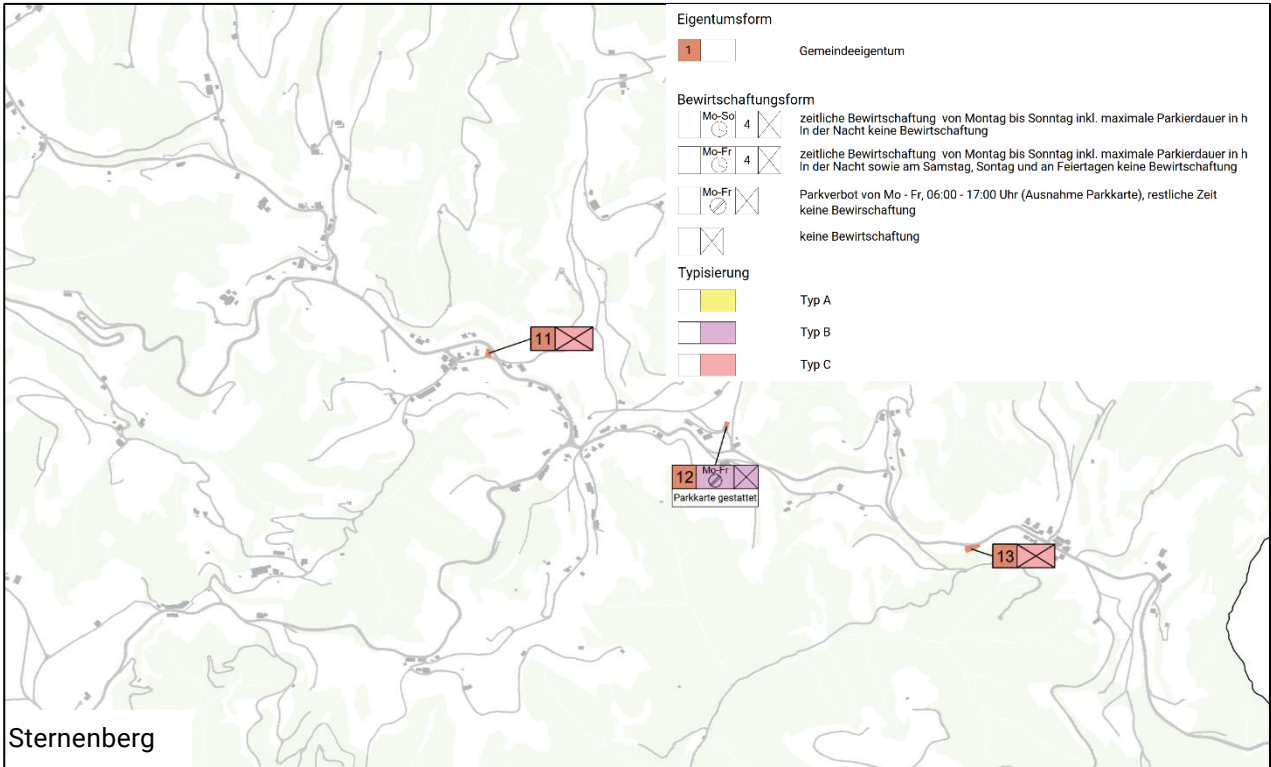 Eigentumsform
1
Gemeindeeigentum
Bewirtschaftungsform
Mo-So 4
zeitliche Bewirtschaftung von Montag bis Sonntag inkl. maximale Parkierdauer in h
In der Nacht keine Bewirtschaftung
Mo-Fr 4
zeitliche Bewirtschaftung von Montag bis Sonntag inkl. maximale Parkierdauer in h
In der Nacht sowie am Samstag, Sontag und an Feiertagen keine Bewirtschaftung
Mo-Fr
Parkverbot von Mo - Fr, 06:00 - 17:00 Uhr (Ausnahme Parkkarte), restliche Zeit
keine Bewirschaftung
keine Bewirtschaftung
Typisierung
Typ A
Typ B
Typ C
11
12 Mo-Fr
Parkkarte gestattet
13
Sternenberg